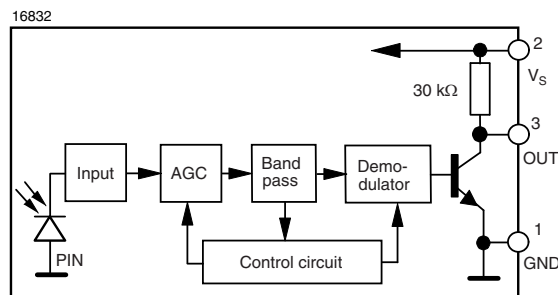 16832
2
V_S
30 kΩ
3
OUT
Input
AGC
Band
pass
Demo-
dulator
PIN
Control circuit
1
GND